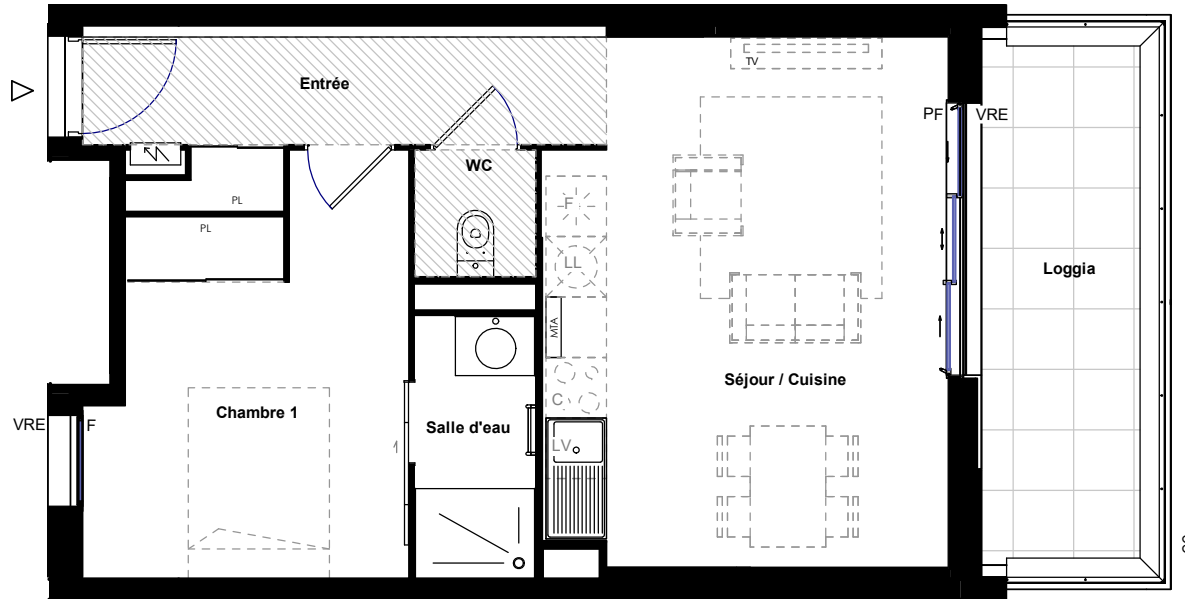 Entrée
TV
PF
VRE
WC
PL
PL
F
LL
Loggia
MTA
Séjour / Cuisine
C
Chambre 1
VRE
F
Salle d'eau
LV